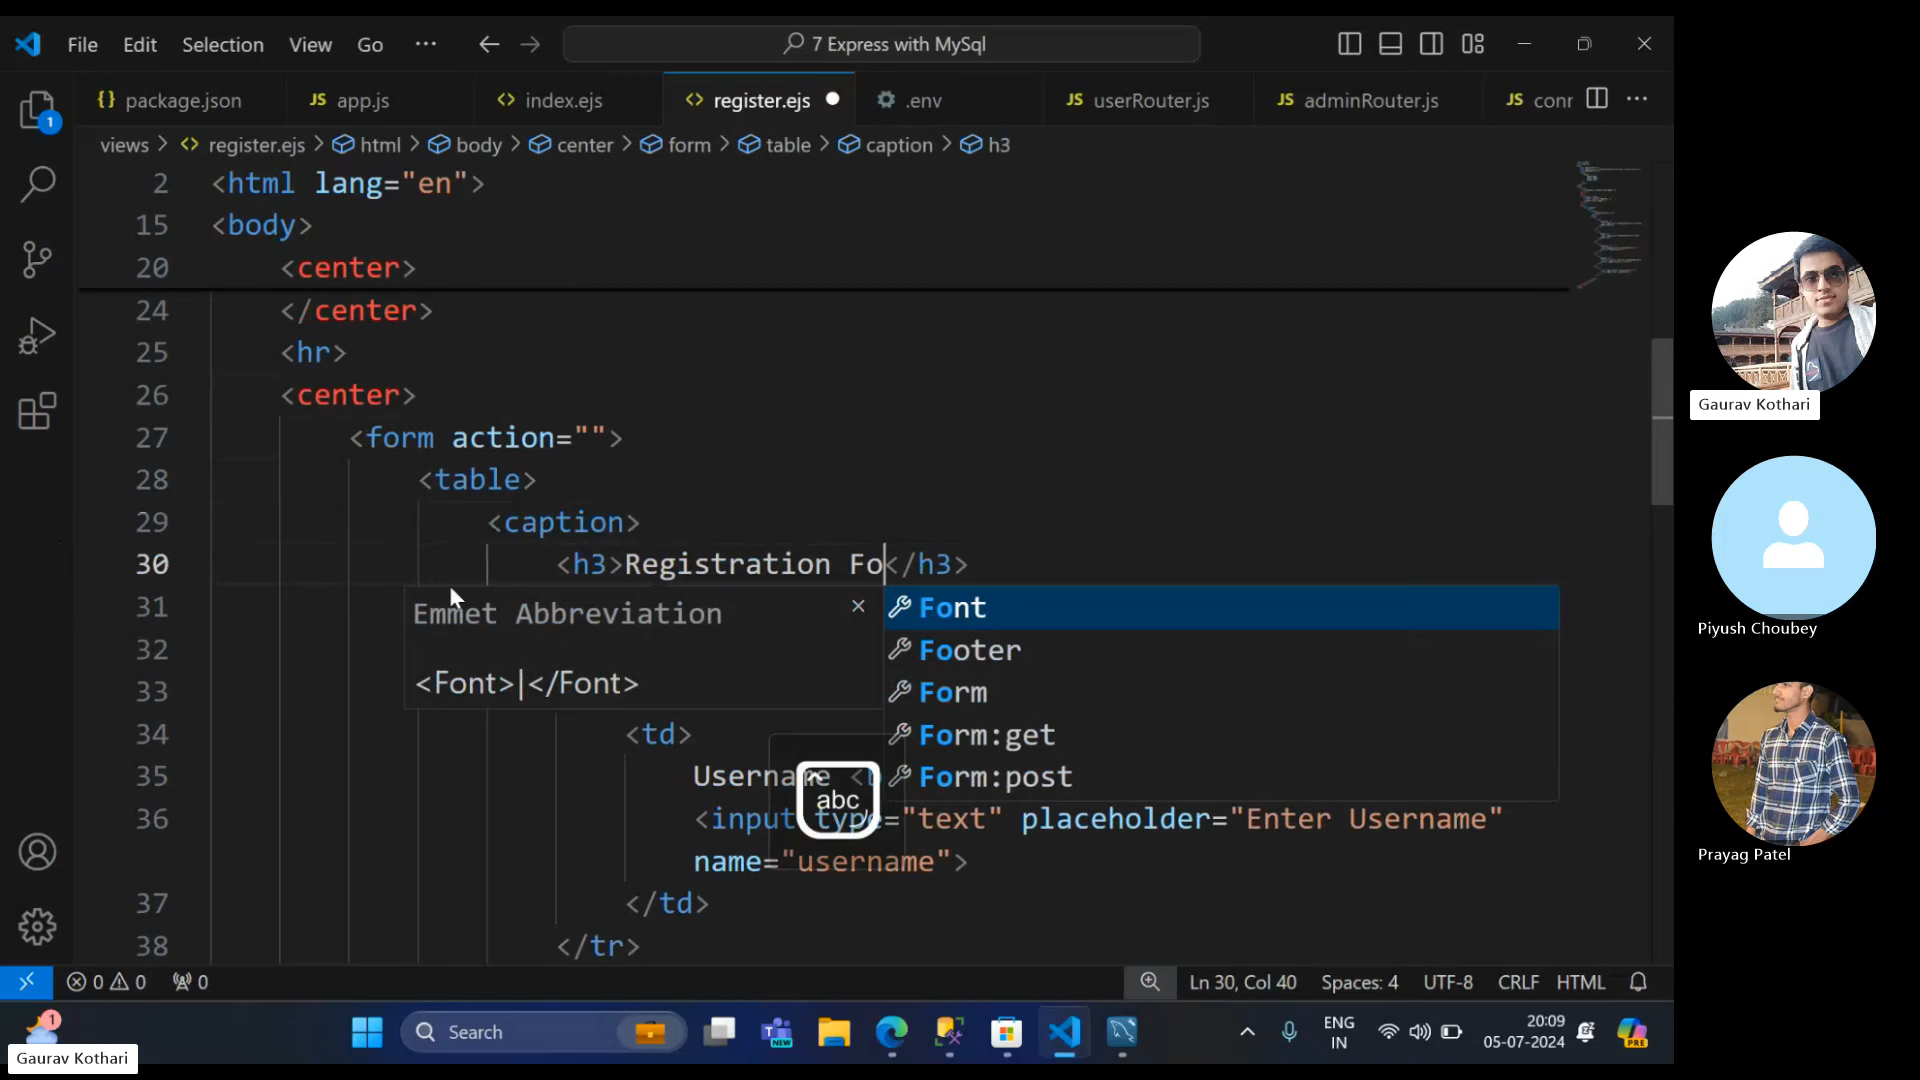 File Edit Selection View Go ··· 7 Express with MySql
{} package.json JS app.js <> index.ejs <> register.ejs .env JS userRouter.js JS adminRouter.js JS conr ···
views > <> register.ejs > html > body > center > form > table > caption > h3
2 <html lang="en">
15 <body>
20 <center>
24 </center>
25 <hr>
26 <center>
27 <form action="">
28 <table>
29 <caption>
30 <h3>Registration Fo</h3>
31 Emmet Abbreviation × Font
32 Footer
33 <Font>|</Font> Form
34 <td> Form:get
35 Username Form:post
abc
36 <input type="text" placeholder="Enter Username"
name="username">
37 </td>
38 </tr>
1
0 0 0 Ln 30, Col 40 Spaces: 4 UTF-8 CRLF HTML
1 Search NEW ENG IN 20:09 05-07-2024 PRE
Gaurav Kothari
Gaurav Kothari
Piyush Choubey
Prayag Patel